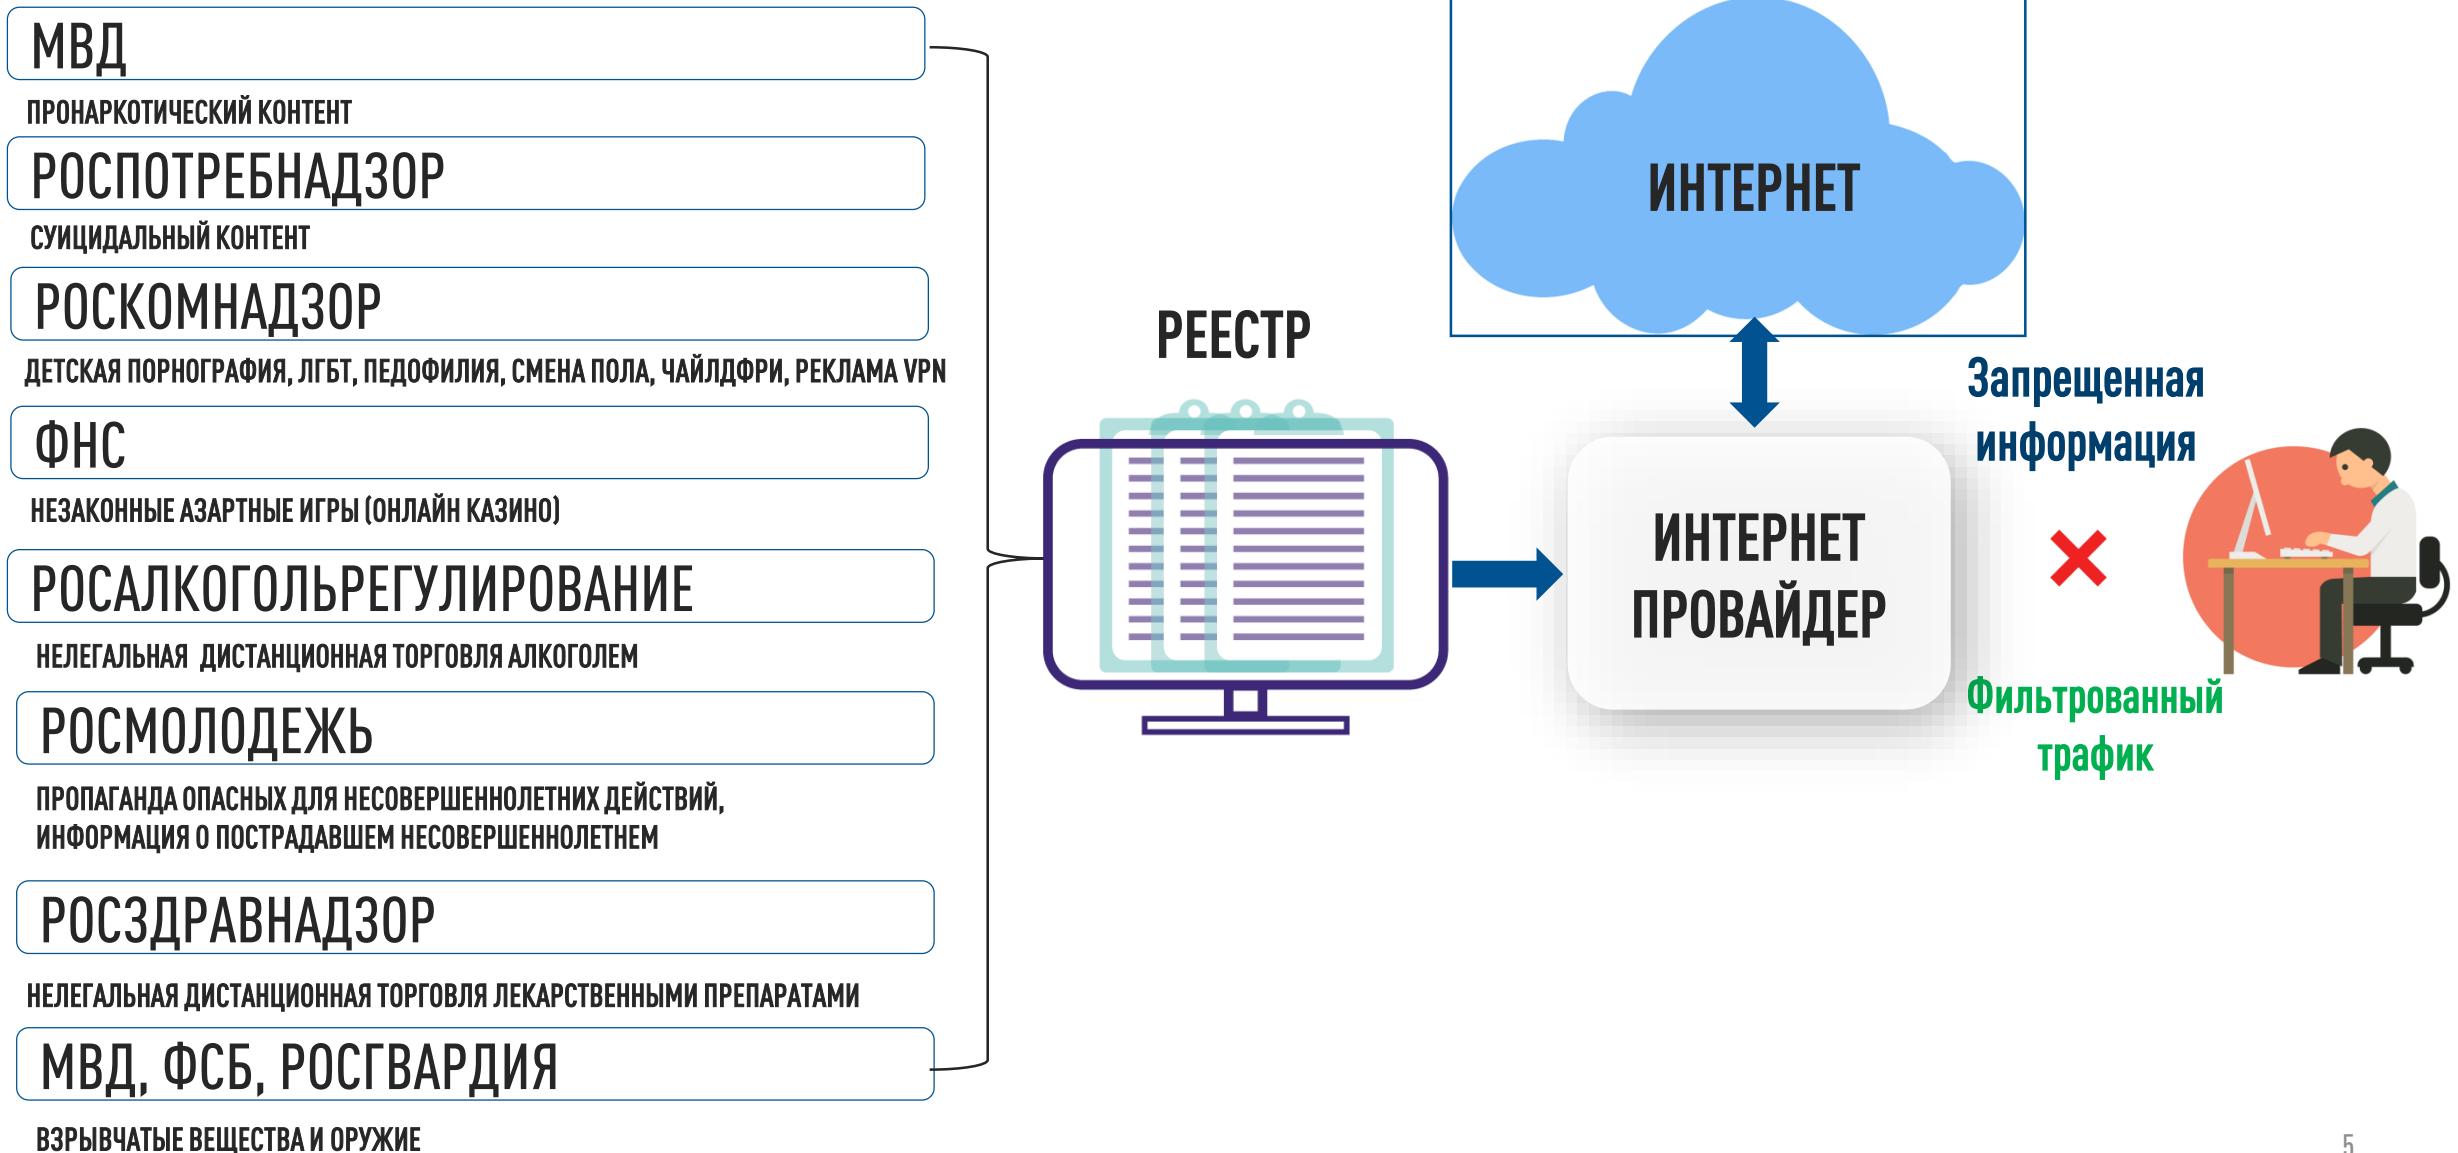 МВД
ПРОНАРКОТИЧЕСКИЙ КОНТЕНТ
РОСПОТРЕБНАДЗОР
СУИЦИДАЛЬНЫЙ КОНТЕНТ
РОСКОМНАДЗОР
ДЕТСКАЯ ПОРНОГРАФИЯ, ЛГБТ, ПЕДОФИЛИЯ, СМЕНА ПОЛА, ЧАЙЛДФРИ, РЕКЛАМА VPN
ФНС
НЕЗАКОННЫЕ АЗАРТНЫЕ ИГРЫ (ОНЛАЙН КАЗИНО)
РОСАЛКОГОЛЬРЕГУЛИРОВАНИЕ
НЕЛЕГАЛЬНАЯ ДИСТАНЦИОННАЯ ТОРГОВЛЯ АЛКОГОЛЕМ
РОСМОЛОДЕЖЬ
ПРОПАГАНДА ОПАСНЫХ ДЛЯ НЕСОВЕРШЕННОЛЕТНИХ ДЕЙСТВИЙ,
ИНФОРМАЦИЯ О ПОСТРАДАВШЕМ НЕСОВЕРШЕННОЛЕТНЕМ
РОСЗДРАВНАДЗОР
НЕЛЕГАЛЬНАЯ ДИСТАНЦИОННАЯ ТОРГОВЛЯ ЛЕКАРСТВЕННЫМИ ПРЕПАРАТАМИ
МВД, ФСБ, РОСГВАРДИЯ
ВЗРЫВЧАТЫЕ ВЕЩЕСТВА И ОРУЖИЕ
РЕЕСТР
ИНТЕРНЕТ
ИНТЕРНЕТ
ПРОВАЙДЕР
Запрещенная
информация
Фильтрованный
трафик
5